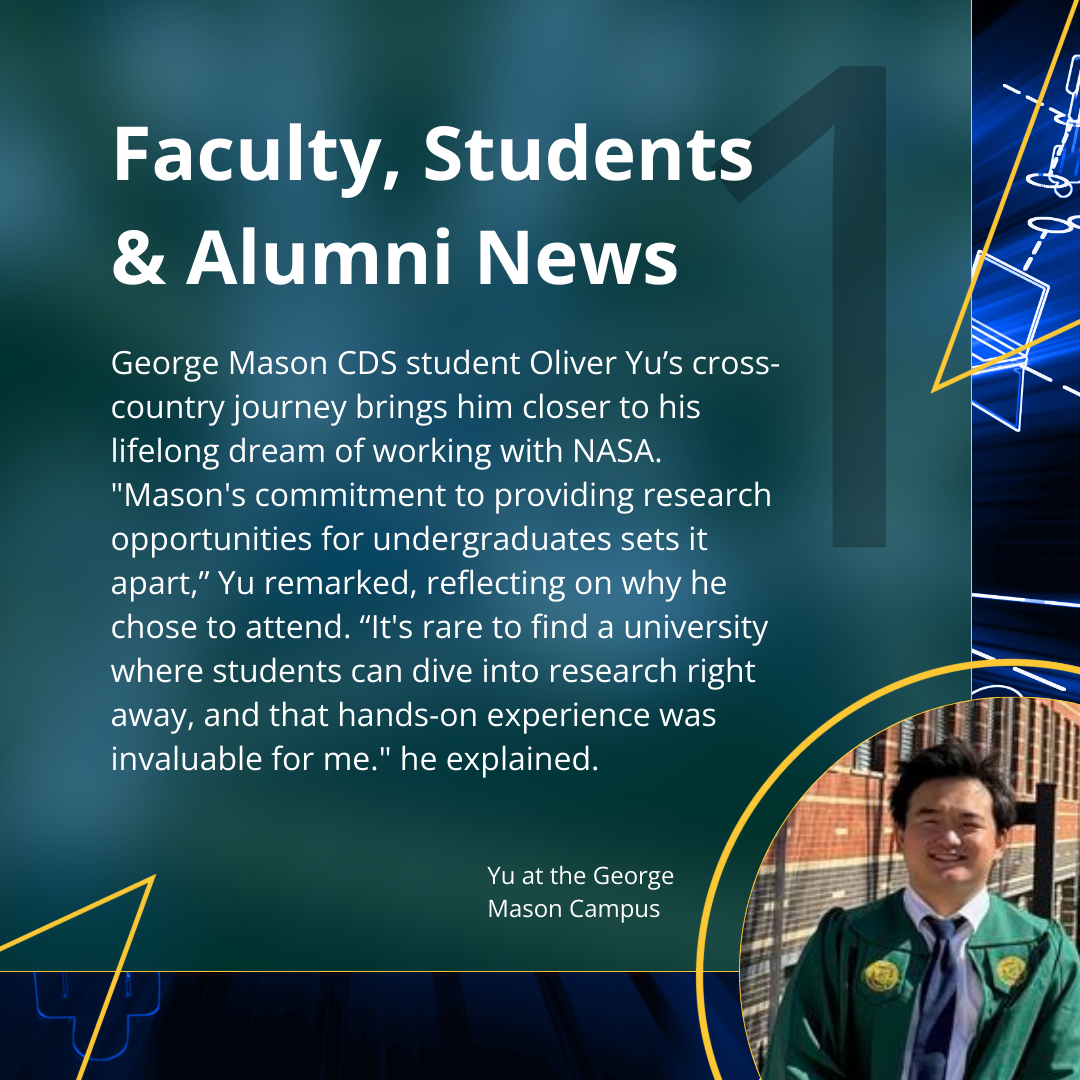 1
Faculty, Students
& Alumni News
George Mason CDS student Oliver Yu’s cross-
country journey brings him closer to his
lifelong dream of working with NASA.
"Mason's commitment to providing research
opportunities for undergraduates sets it
apart,” Yu remarked, reflecting on why he
chose to attend. “It's rare to find a university
where students can dive into research right
away, and that hands-on experience was
invaluable for me." he explained.
Yu at the George
Mason Campus